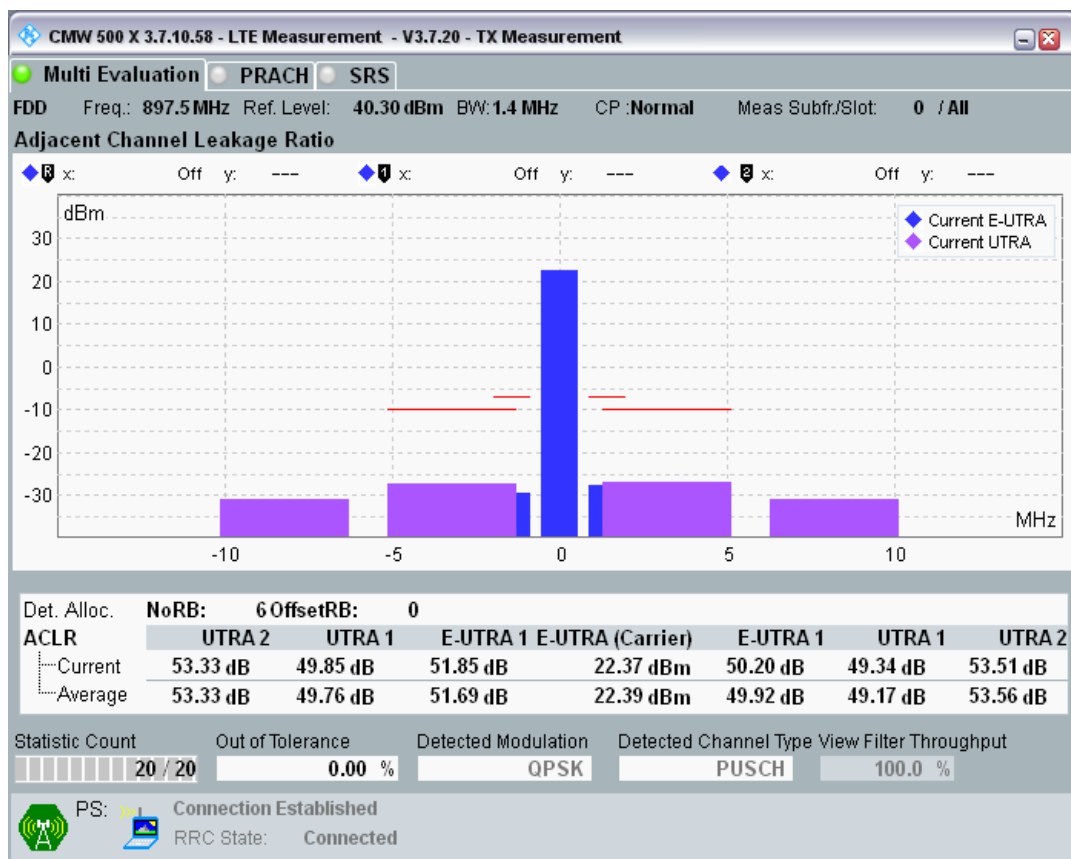 CMW 500 X 3.7.10.58 - LTE Measurement - V3.7.20 - TX Measurement
Multi Evaluation PRACH SRS
FDD Freq.: 897.5 MHz Ref. Level: 40.30 dBm BW: 1.4 MHz CP :Normal Meas Subfr./Slot: 0 / All
Adjacent Channel Leakage Ratio
R x: Off y: --- 1 x: Off y: --- 2 x: Off y: ---
dBm
Current E-UTRA
Current UTRA
30
20
10
0
-10
-20
-30
MHz
-10 -5 0 5 10
Det. Alloc. NoRB: 6 OffsetRB: 0
ACLR UTRA 2 UTRA 1 E-UTRA 1 E-UTRA (Carrier) E-UTRA 1 UTRA 1 UTRA 2
Current 53.33 dB 49.85 dB 51.85 dB 22.37 dBm 50.20 dB 49.34 dB 53.51 dB
Average 53.33 dB 49.76 dB 51.69 dB 22.39 dBm 49.92 dB 49.17 dB 53.56 dB
Statistic Count Out of Tolerance Detected Modulation Detected Channel Type View Filter Throughput
20 / 20 0.00 % QPSK PUSCH 100.0 %
PS: Connection Established
RRC State: Connected